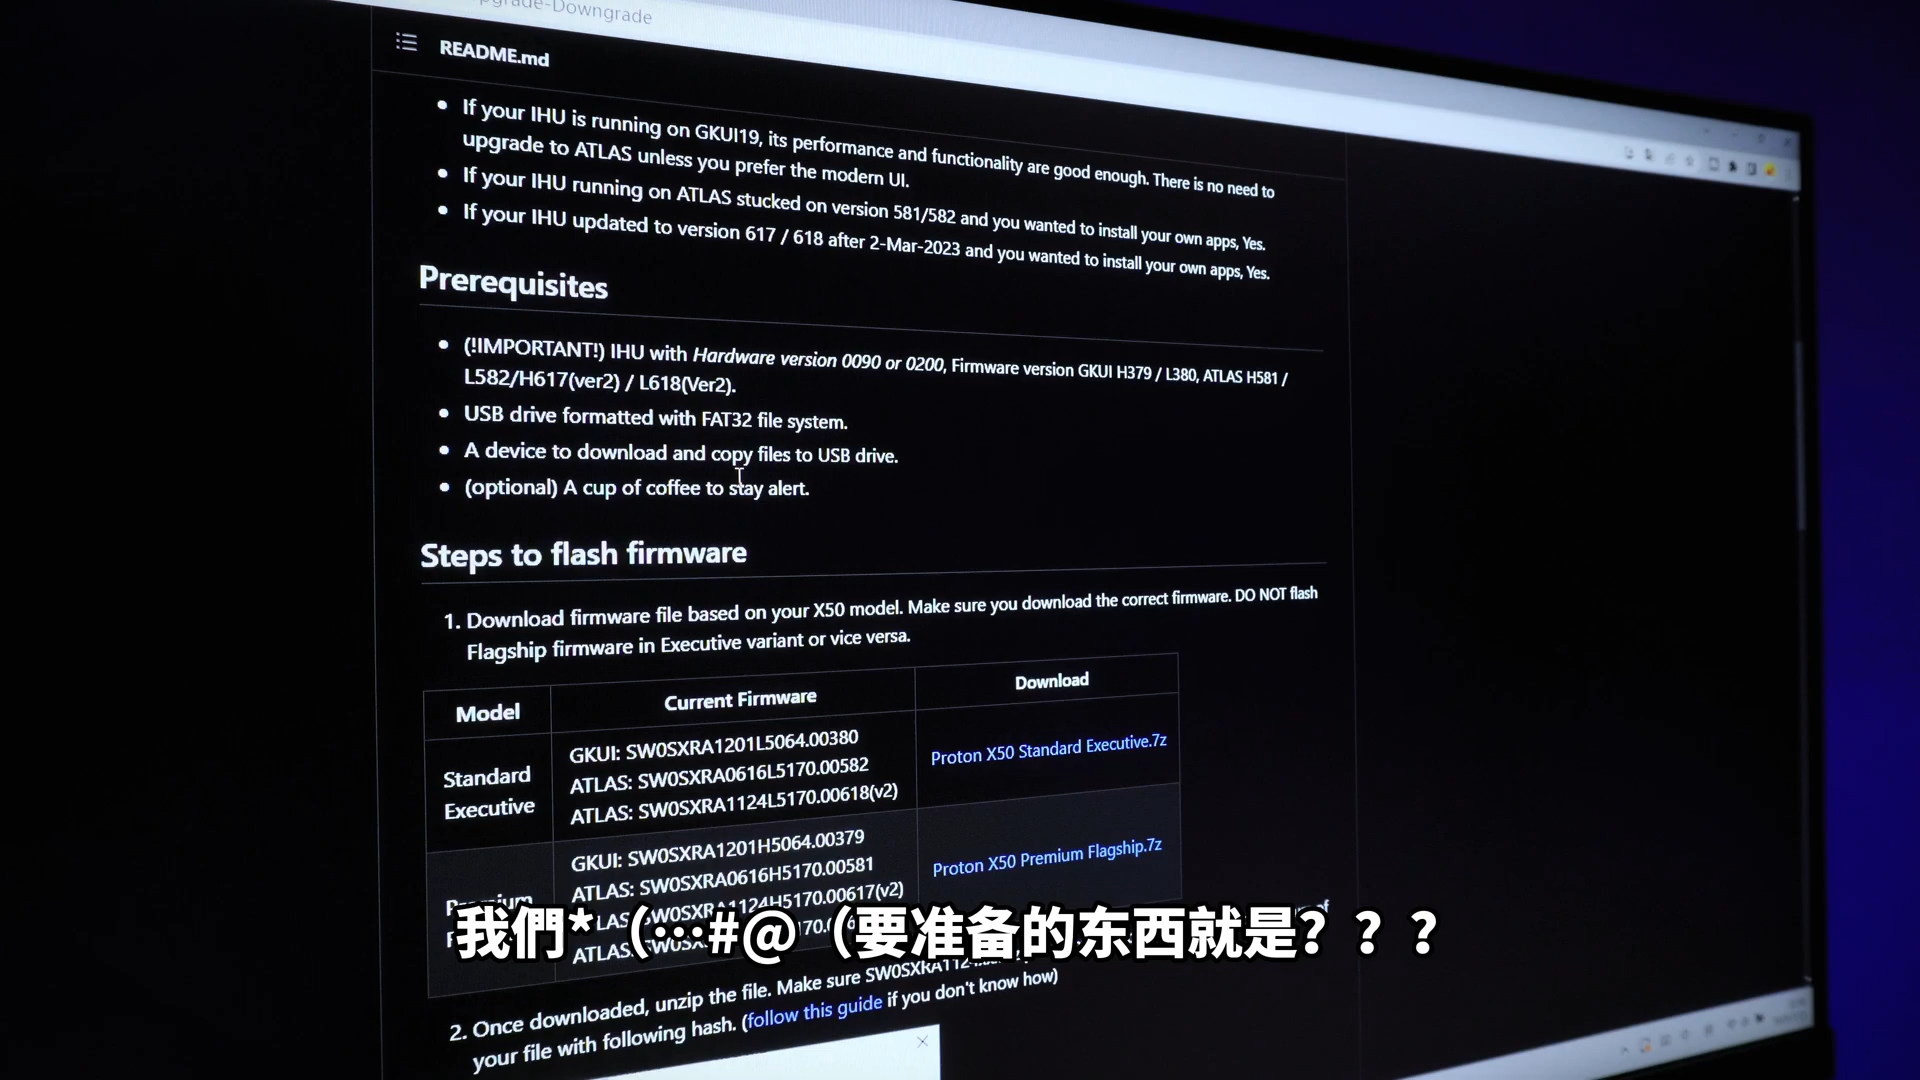 -Downgrade
README.md
If your IHU is running on GKUI19, its performance and functionality are good enough. There is no need to
upgrade to ATLAS unless you prefer the modern UI.
If your IHU running on ATLAS stucked on version 581/582 and you wanted to install your own apps, Yes.
If your IHU updated to version 617 / 618 after 2-Mar-2023 and you wanted to install your own apps, Yes.
Prerequisites
(!IMPORTANT!) IHU with Hardware version 0090 or 0200, Firmware version GKUI H379 / L380, ATLAS H581 /
L582/H617(ver2) / L618(Ver2).
USB drive formatted with FAT32 file system.
A device to download and copy files to USB drive.
(optional) A cup of coffee to stay alert.
Steps to flash firmware
1. Download firmware file based on your X50 model. Make sure you download the correct firmware. DO NOT flash
Flagship firmware in Executive variant or vice versa.
Model Current Firmware Download
Standard Executive
GKUI: SW0SXRA1201L5064.00380
ATLAS: SW0SXRA0616L5170.00582
ATLAS: SW0SXRA1124L5170.00618(v2)
Proton X50 Standard Executive.7z
Premium
GKUI: SW0SXRA1201H5064.00379
ATLAS: SW0SXRA0616H5170.00581
Proton X50 Premium Flagship.7z
我們*（…#@（要准备的东西就是？？？
2. Once downloaded, unzip the file. Make sure
your file with following hash. (follow this guide if you don't know how)